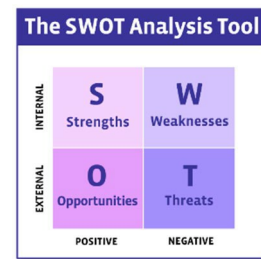 The SWOT Analysis Tool
INTERNAL
S
Strengths
W
Weaknesses
EXTERNAL
O
Opportunities
T
Threats
POSITIVE
NEGATIVE